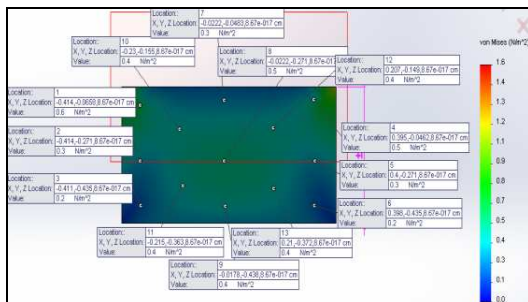 Location: 7
X, Y, Z Location: -0.0222,-0.0483,8.67e-017 cm
Value: 0.3 N/m^2
Location: 10
X, Y, Z Location: -0.23,-0.155,8.67e-017 cm
Value: 0.4 N/m^2
Location: 8
X, Y, Z Location: -0.0222,-0.271,8.67e-017 cm
Value: 0.5 N/m^2
Location: 12
X, Y, Z Location: 0.207,-0.149,8.67e-017 cm
Value: 0.4 N/m^2
Location: 1
X, Y, Z Location: -0.414,-0.0658,8.67e-017 cm
Value: 0.6 N/m^2
Location: 2
X, Y, Z Location: -0.414,-0.271,8.67e-017 cm
Value: 0.3 N/m^2
Location: 3
X, Y, Z Location: -0.411,-0.435,8.67e-017 cm
Value: 0.2 N/m^2
Location: 4
X, Y, Z Location: 0.395,-0.0462,8.67e-017 cm
Value: 0.5 N/m^2
Location: 5
X, Y, Z Location: 0.4,-0.271,8.67e-017 cm
Value: 0.3 N/m^2
Location: 6
X, Y, Z Location: 0.398,-0.435,8.67e-017 cm
Value: 0.2 N/m^2
Location: 11
X, Y, Z Location: -0.215,-0.363,8.67e-017 cm
Value: 0.4 N/m^2
Location: 13
X, Y, Z Location: 0.21,-0.372,8.67e-017 cm
Value: 0.4 N/m^2
Location: 9
X, Y, Z Location: -0.0178,-0.438,8.67e-017 cm
Value: 0.4 N/m^2
von Mises (N/m^2)
1.6
1.5
1.3
1.2
1.1
0.9
0.8
0.7
0.5
0.4
0.3
0.1
0.0